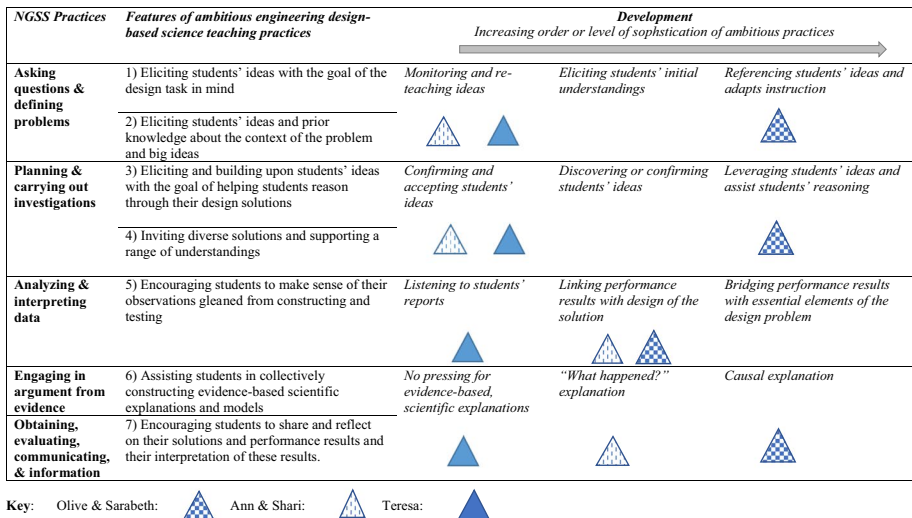 NGSS Practices
Features of ambitious engineering design-
based science teaching practices
Development
Increasing order or level of sophstication of ambitious practices
Asking
questions &
defining
problems
1) Eliciting students’ ideas with the goal of the
design task in mind
2) Eliciting students’ ideas and prior
knowledge about the context of the problem
and big ideas
Monitoring and re-
teaching ideas
Eliciting students’ initial
understandings
Referencing students’ ideas and
adapts instruction
Planning &
carrying out
investigations
3) Eliciting and building upon students’ ideas
with the goal of helping students reason
through their design solutions
4) Inviting diverse solutions and supporting a
range of understandings
Confirming and
accepting students’
ideas
Discovering or confirming
students’ ideas
Leveraging students’ ideas and
assist students’ reasoning
Analyzing &
interpreting
data
5) Encouraging students to make sense of their
observations gleaned from constructing and
testing
Listening to students’
reports
Linking performance
results with design of the
solution
Bridging performance results
with essential elements of the
design problem
Engaging in
argument from
evidence
6) Assisting students in collectively
constructing evidence-based scientific
explanations and models
No pressing for
evidence-based,
scientific explanations
“What happened?”
explanation
Causal explanation
Obtaining,
evaluating,
communicating,
& information
7) Encouraging students to share and reflect
on their solutions and performance results and
their interpretation of these results.
Key: Olive & Sarabeth: Ann & Shari: Teresa: